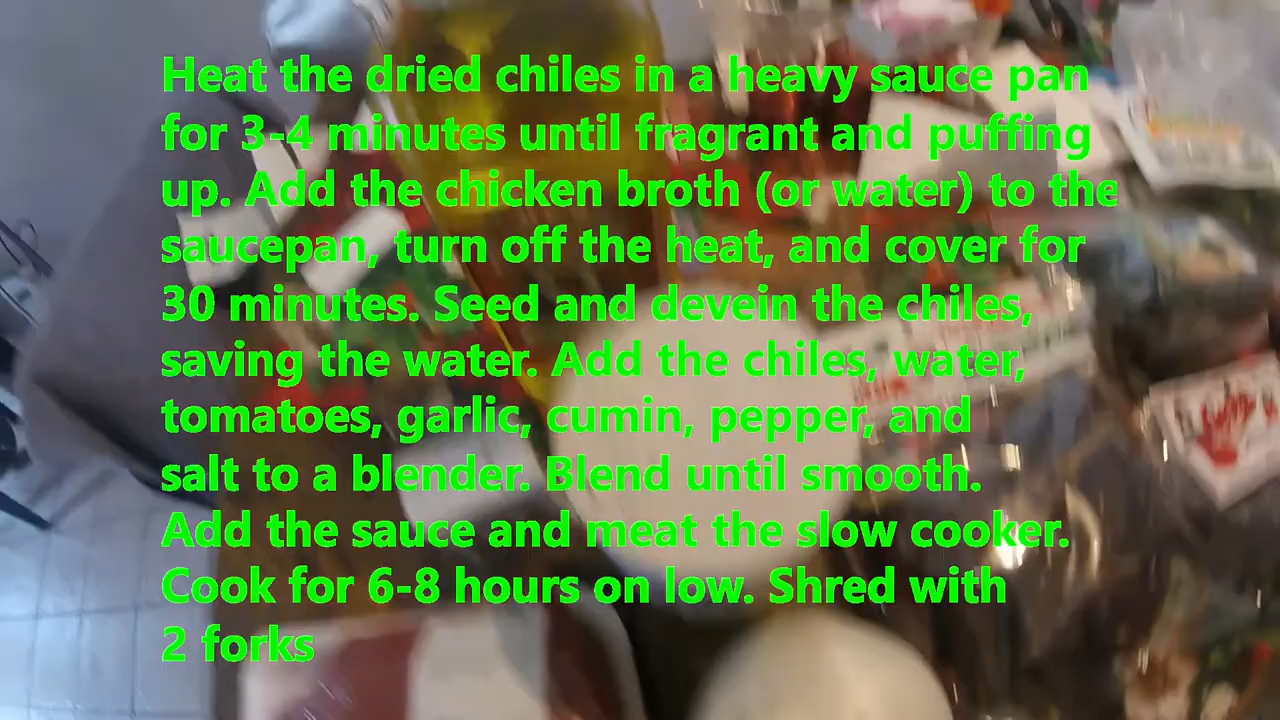 Heat the dried chiles in a heavy sauce pan
for 3-4 minutes until fragrant and puffing
up. Add the chicken broth (or water) to the
saucepan, turn off the heat, and cover for
30 minutes. Seed and devein the chiles,
saving the water. Add the chiles, water,
tomatoes, garlic, cumin, pepper, and
salt to a blender. Blend until smooth.
Add the sauce and meat the slow cooker.
Cook for 6-8 hours on low. Shred with
2 forks